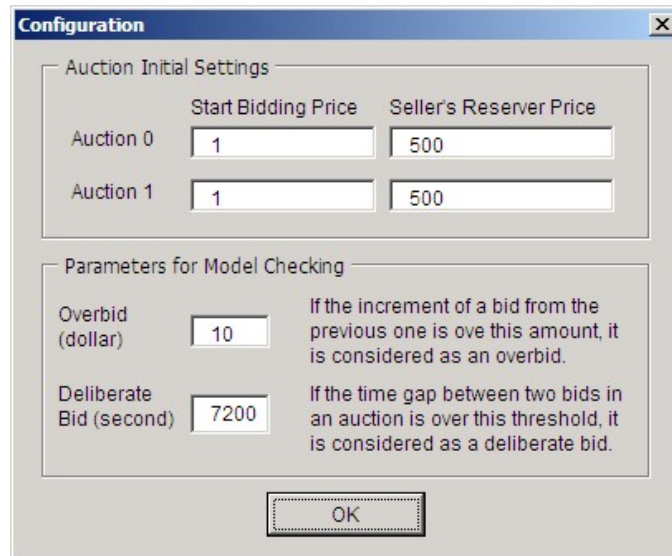 Configuration
Auction Initial Settings
Start Bidding Price Seller's Reserver Price
Auction 0 1 500
Auction 1 1 500
Parameters for Model Checking
Overbid
(dollar)
10
If the increment of a bid from the
previous one is ove this amount, it
is considered as an overbid.
Deliberate
Bid (second)
7200
If the time gap between two bids in
an auction is over this threshold, it
is considered as a deliberate bid.
OK